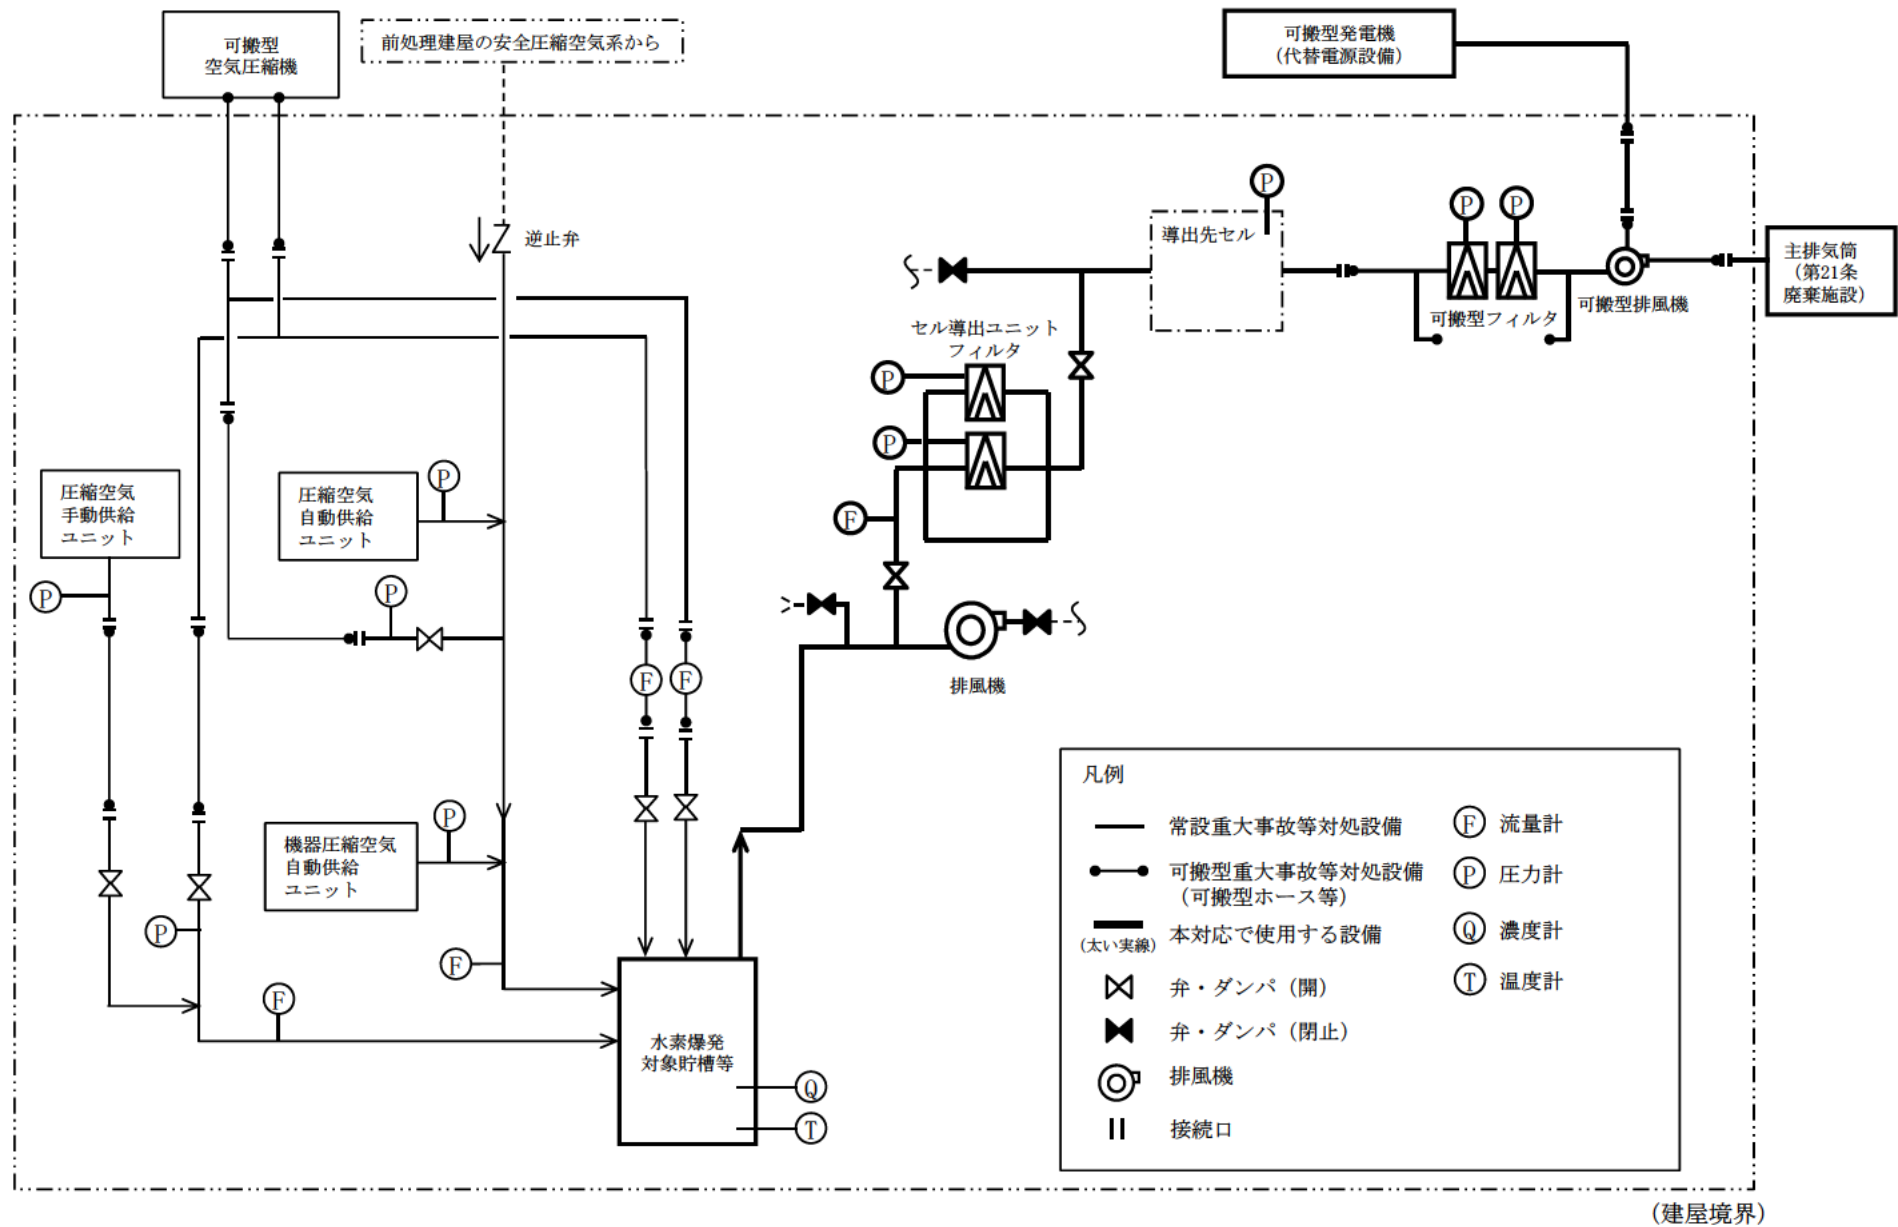 可搬型
空気圧縮機
前処理建屋の安全圧縮空気系から
可搬型発電機
（代替電源設備）
逆止弁
P
導出先セル
P
P
可搬型フィルタ
可搬型排風機
主排気筒
（第21条
廃棄施設）
セル導出ユニット
フィルタ
P
P
F
圧縮空気
手動供給
ユニット
P
圧縮空気
自動供給
ユニット
P
P
F
F
排風機
機器圧縮空気
自動供給
ユニット
P
P
F
F
水素爆発
対象貯槽等
Q
T
凡例
常設重大事故等対処設備
可搬型重大事故等対処設備
（可搬型ホース等）
(太い実線)
本対応で使用する設備
弁・ダンパ（開）
弁・ダンパ（閉止）
排風機
接続口
F 流量計
P 圧力計
Q 濃度計
T 温度計
（建屋境界）